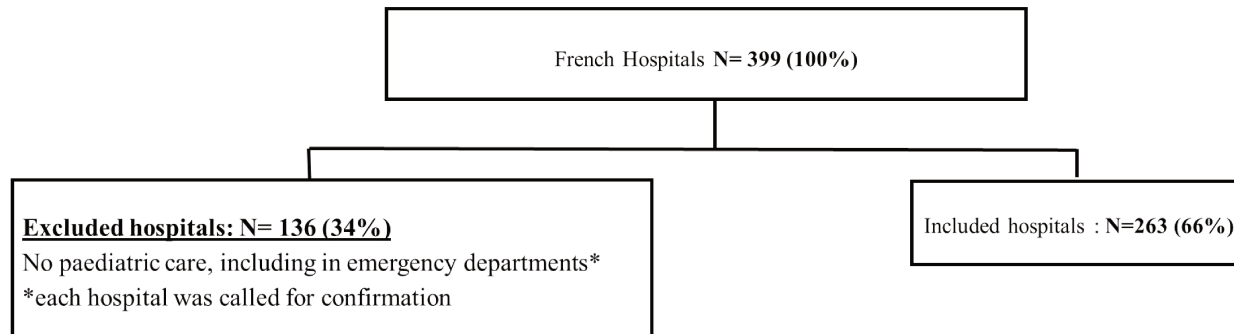 French Hospitals N= 399 (100%)
Excluded hospitals: N= 136 (34%)
No paediatric care, including in emergency departments*
*each hospital was called for confirmation
Included hospitals : N=263 (66%)